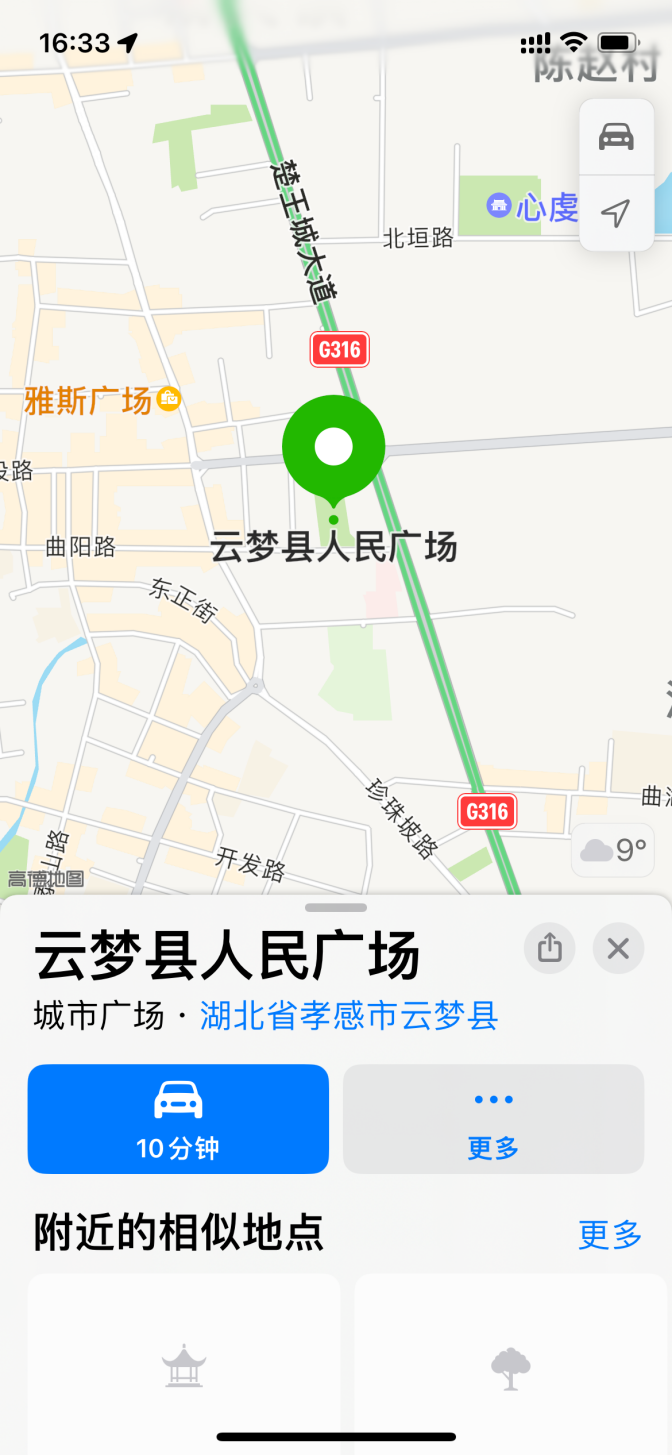 16:33
陈赵村
楚王城大道
心虔
北垣路
G316
雅斯广场
云梦县人民广场
曲阳路
东正街
珍珠坡路
G316
曲
9°
开发路
山路
高德地图
云梦县人民广场
城市广场 · 湖北省孝感市云梦县
10分钟
更多
附近的相似地点
更多